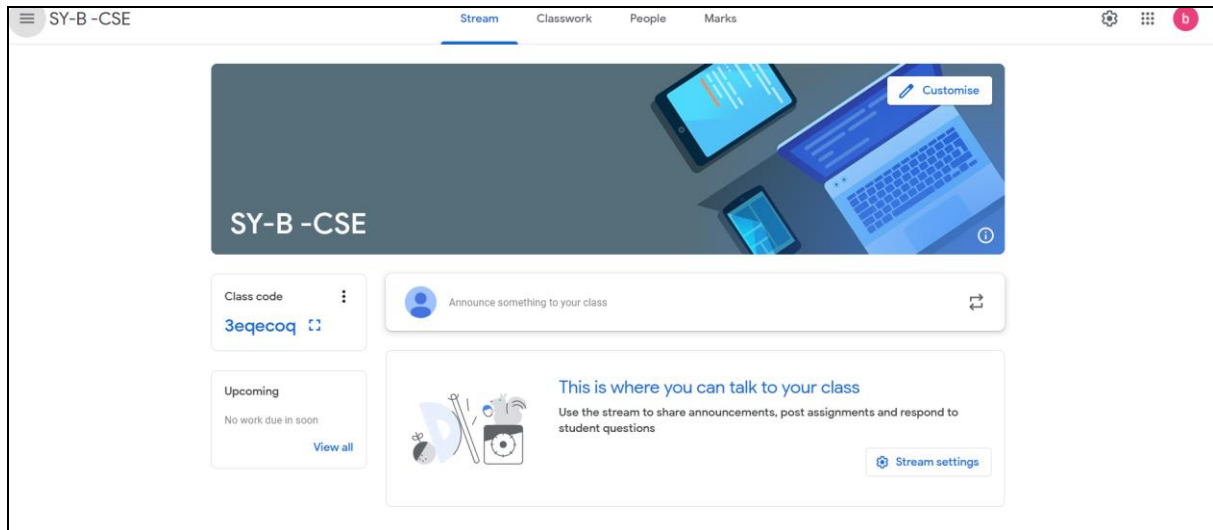 SY-B -CSE
Stream Classwork People Marks
b
Customise
SY-B -CSE
Class code
3eqecoq
Announce something to your class
Upcoming
No work due in soon
View all
This is where you can talk to your class
Use the stream to share announcements, post assignments and respond to
student questions
Stream settings